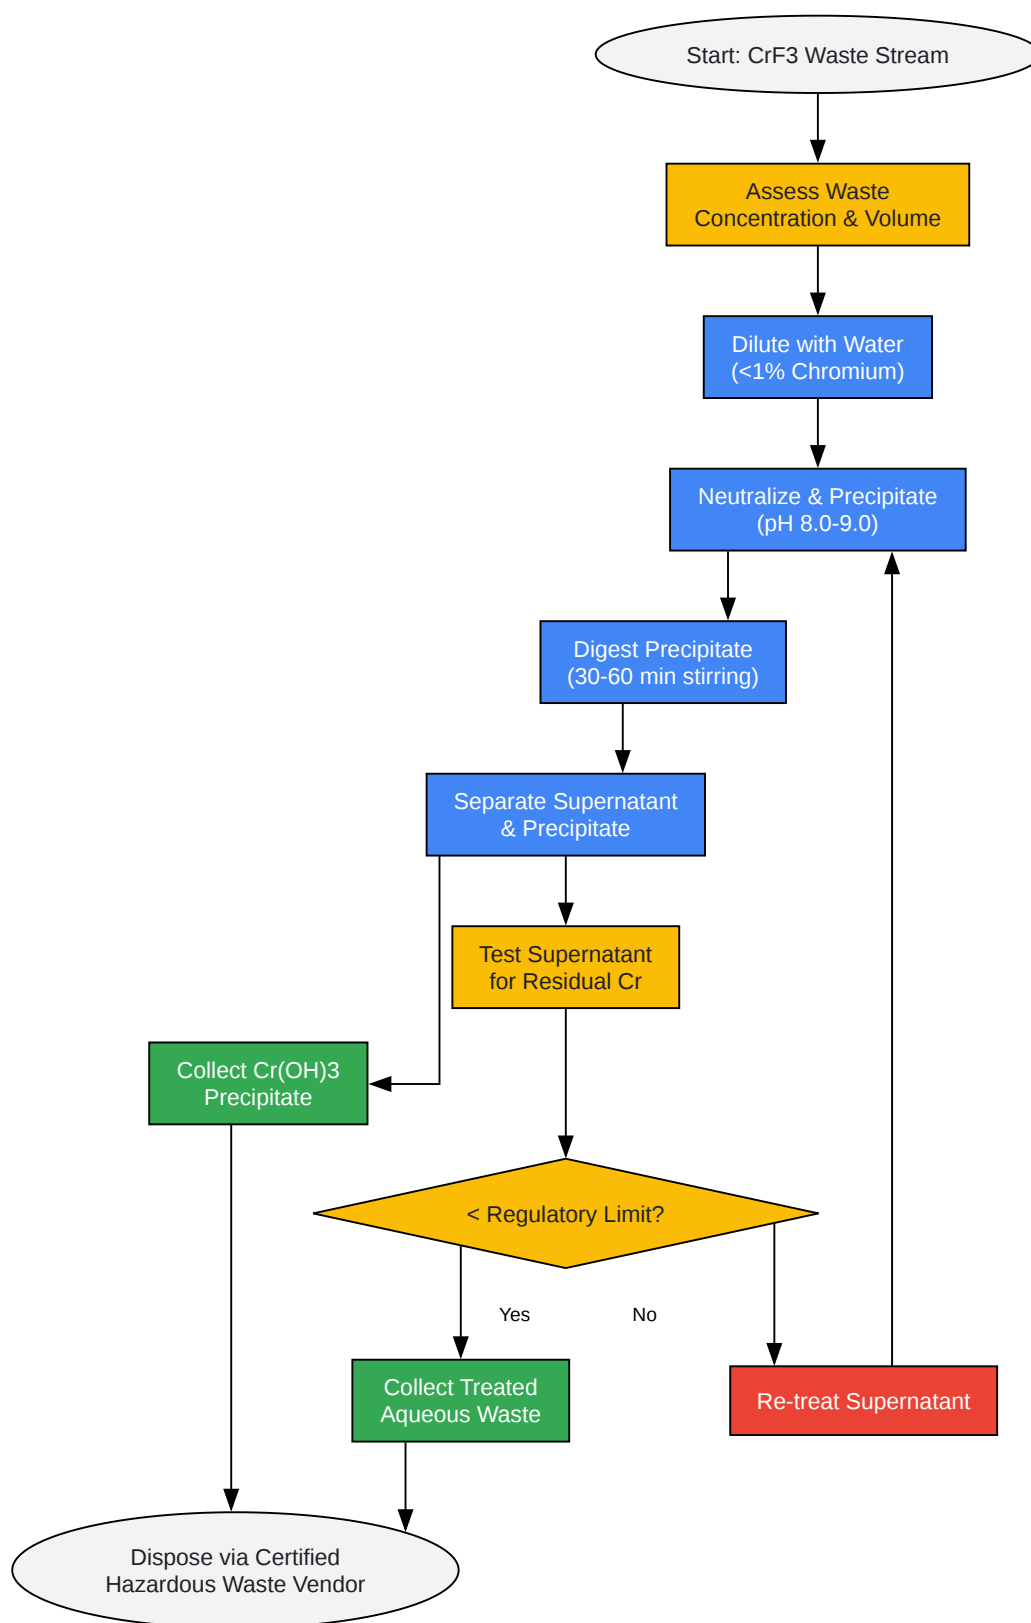 Start: CrF3 Waste Stream
Assess Waste
Concentration & Volume
Dilute with Water
(<1% Chromium)
Neutralize & Precipitate
(pH 8.0-9.0)
Digest Precipitate
(30-60 min stirring)
Separate Supernatant
& Precipitate
Test Supernatant
for Residual Cr
Collect Cr(OH)3
Precipitate
< Regulatory Limit?
Yes
No
Collect Treated
Aqueous Waste
Re-treat Supernatant
Dispose via Certified
Hazardous Waste Vendor